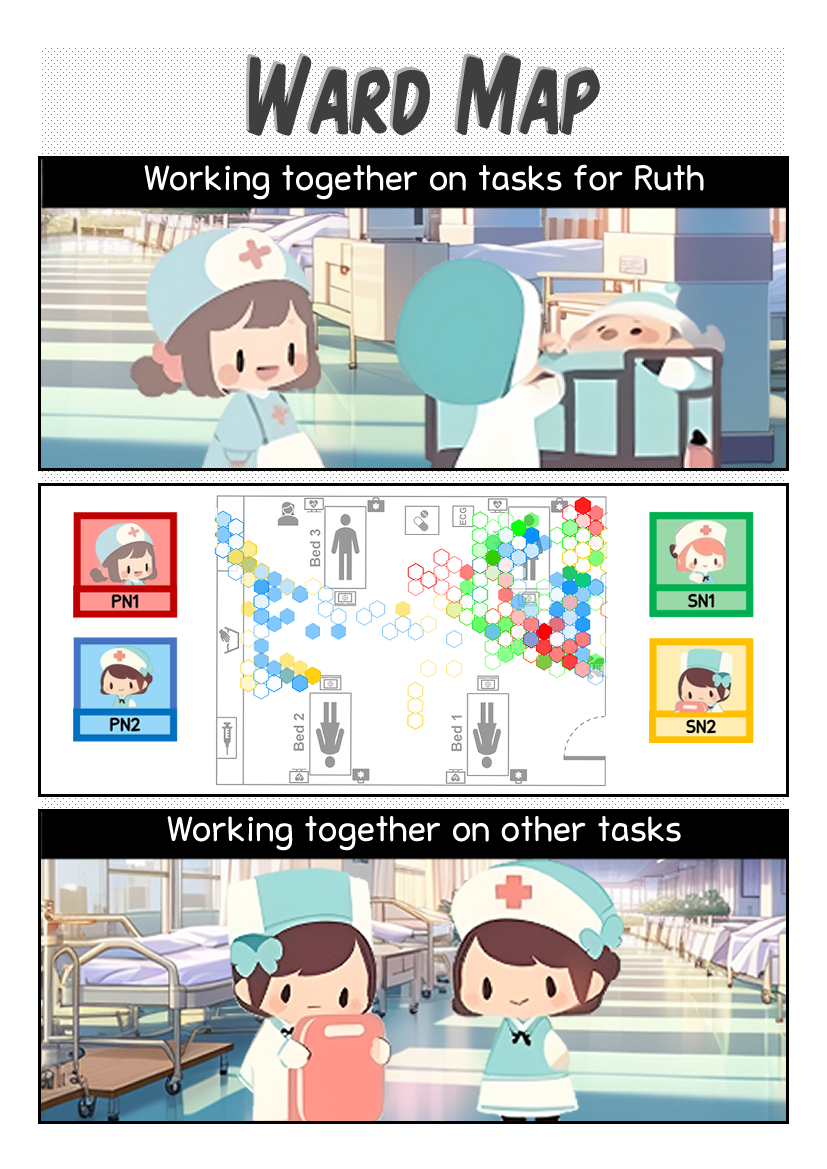 WARD MAP
Working together on tasks for Ruth
PN1
PN2
Bed 3
ECG
Bed 2
Bed 1
SN1
SN2
Working together on other tasks